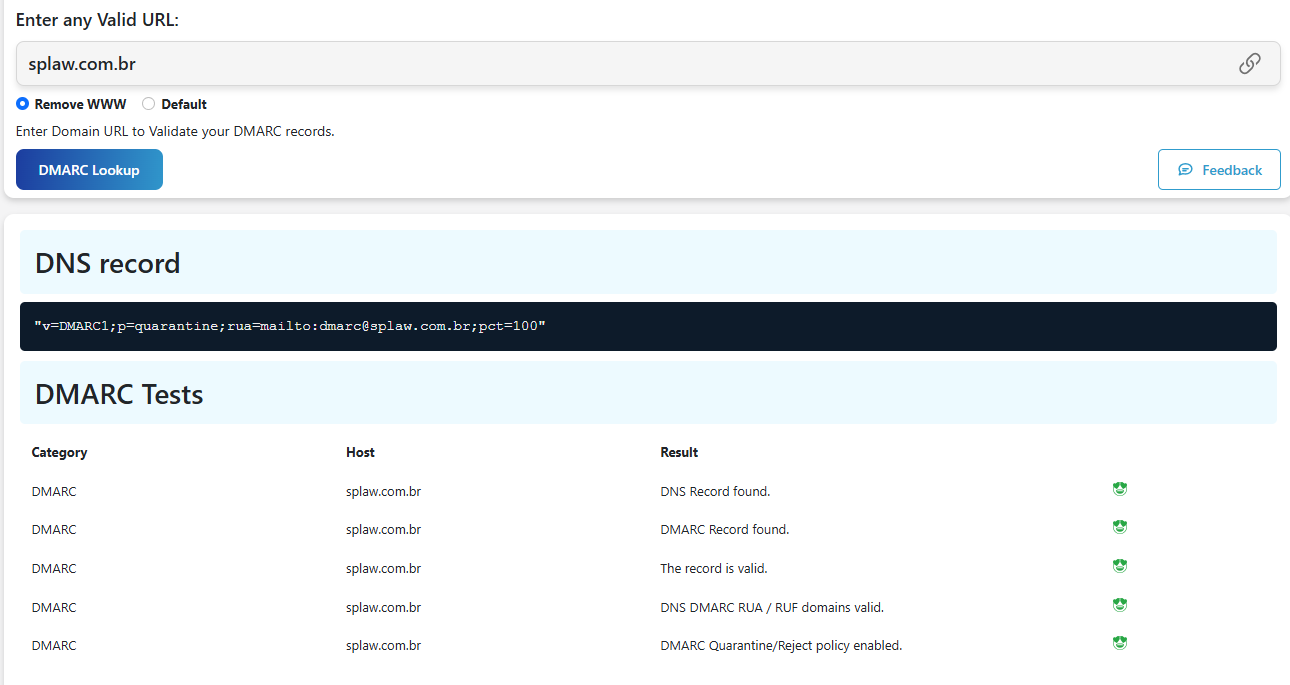 Enter any Valid URL:
splaw.com.br
Remove WWW Default
Enter Domain URL to Validate your DMARC records.
DMARC Lookup Feedback
DNS record
"v=DMARC1;p=quarantine;rua=mailto:dmarc@splaw.com.br;pct=100"
DMARC Tests
Category Host Result
DMARC splaw.com.br DNS Record found.
DMARC splaw.com.br DMARC Record found.
DMARC splaw.com.br The record is valid.
DMARC splaw.com.br DNS DMARC RUA / RUF domains valid.
DMARC splaw.com.br DMARC Quarantine/Reject policy enabled.